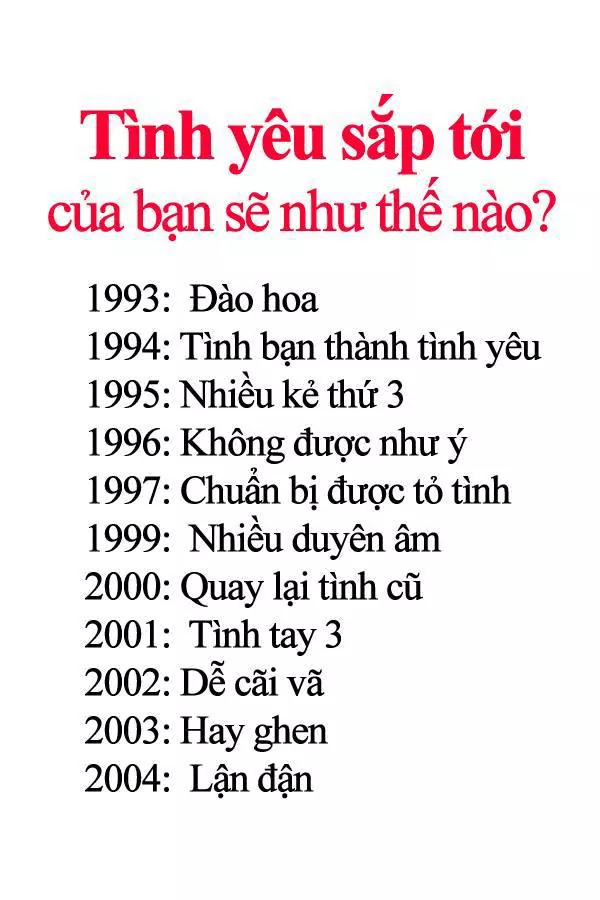 Tình yêu sắp tới
của bạn sẽ như thế nào?
1993: Đào hoa
1994: Tình bạn thành tình yêu
1995: Nhiều kẻ thứ 3
1996: Không được như ý
1997: Chuẩn bị được tỏ tình
1999: Nhiều duyên âm
2000: Quay lại tình cũ
2001: Tình tay 3
2002: Dễ cãi vã
2003: Hay ghen
2004: Lận đận